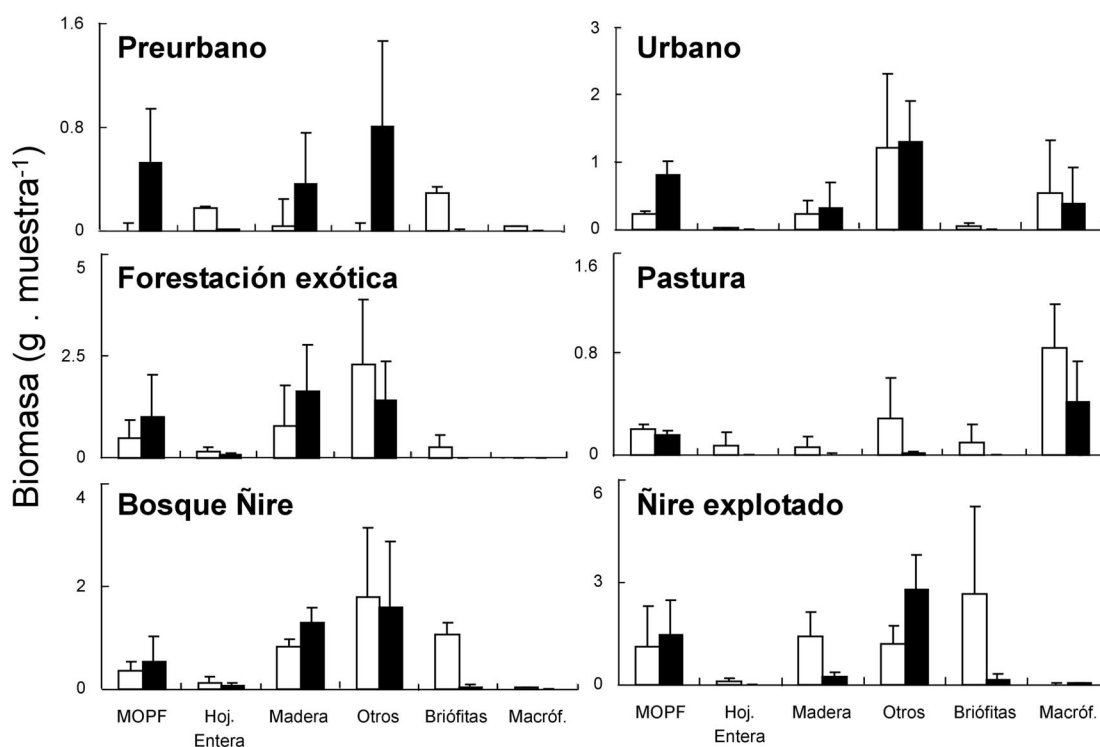 Biomasa (g . muestra-1)
Preurbano
1.6
0.8
0
Urbano
3
2
1
0
Forestación exótica
5
2.5
0
Pastura
1.6
0.8
0
Bosque Ñire
4
2
0
MOPF Hoj. Entera Madera Otros Briófitas Macróf.
Ñire explotado
6
3
0
MOPF Hoj. Entera Madera Otros Briófitas Macróf.